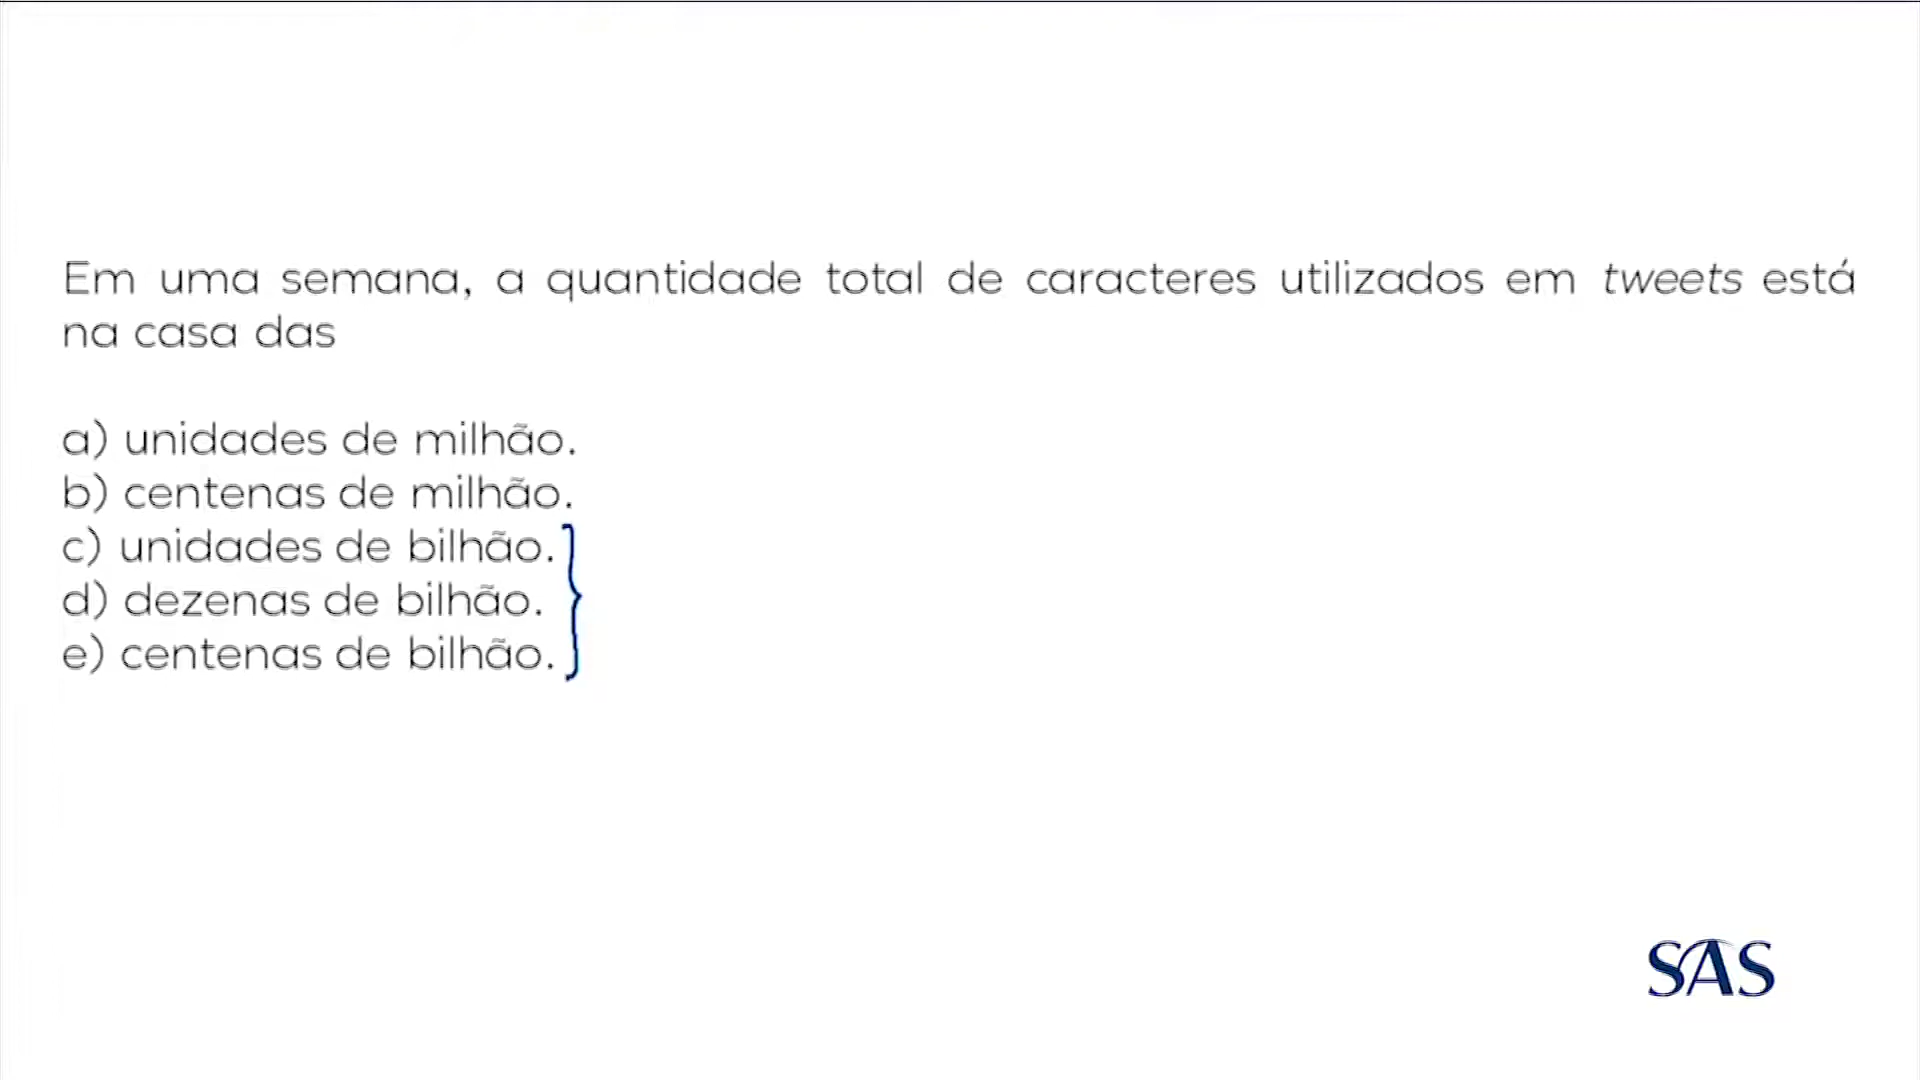 Em uma semana, a quantidade total de caracteres utilizados em tweets está
na casa das
a) unidades de milhão.
b) centenas de milhão.
c) unidades de bilhão.
d) dezenas de bilhão.
e) centenas de bilhão.
SAS